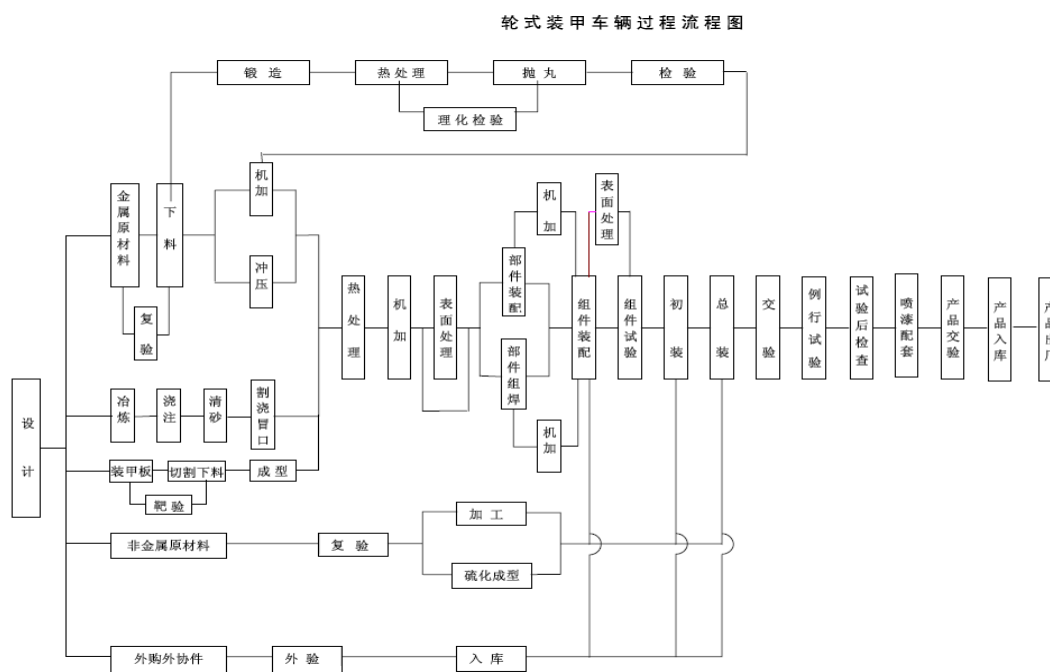 轮式装甲车辆过程流程图
锻造
热处理
抛丸
检验
理化检验
机加
金属原材料
下料
冲压
复验
机加
表面处理
部件装配
热处理
机加
表面处理
部件组焊
组件装配
组件试验
初装
总装
交验
例行试验
试验后检查
喷漆配套
产品交验
产品入库
设计
冶炼
浇注
清砂
割浇冒口
机加
装甲板
切割下料
成型
靶验
加工
非金属原材料
复验
硫化成型
外购外协件
外验
入库